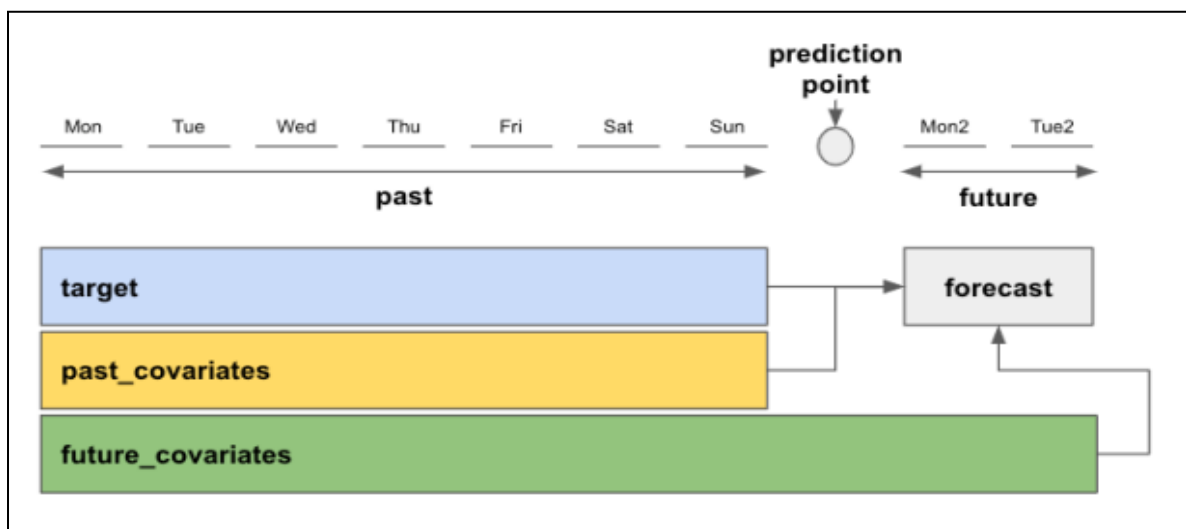 prediction
point
Mon Tue Wed Thu Fri Sat Sun Mon2 Tue2
past future
target forecast
past_covariates
future_covariates